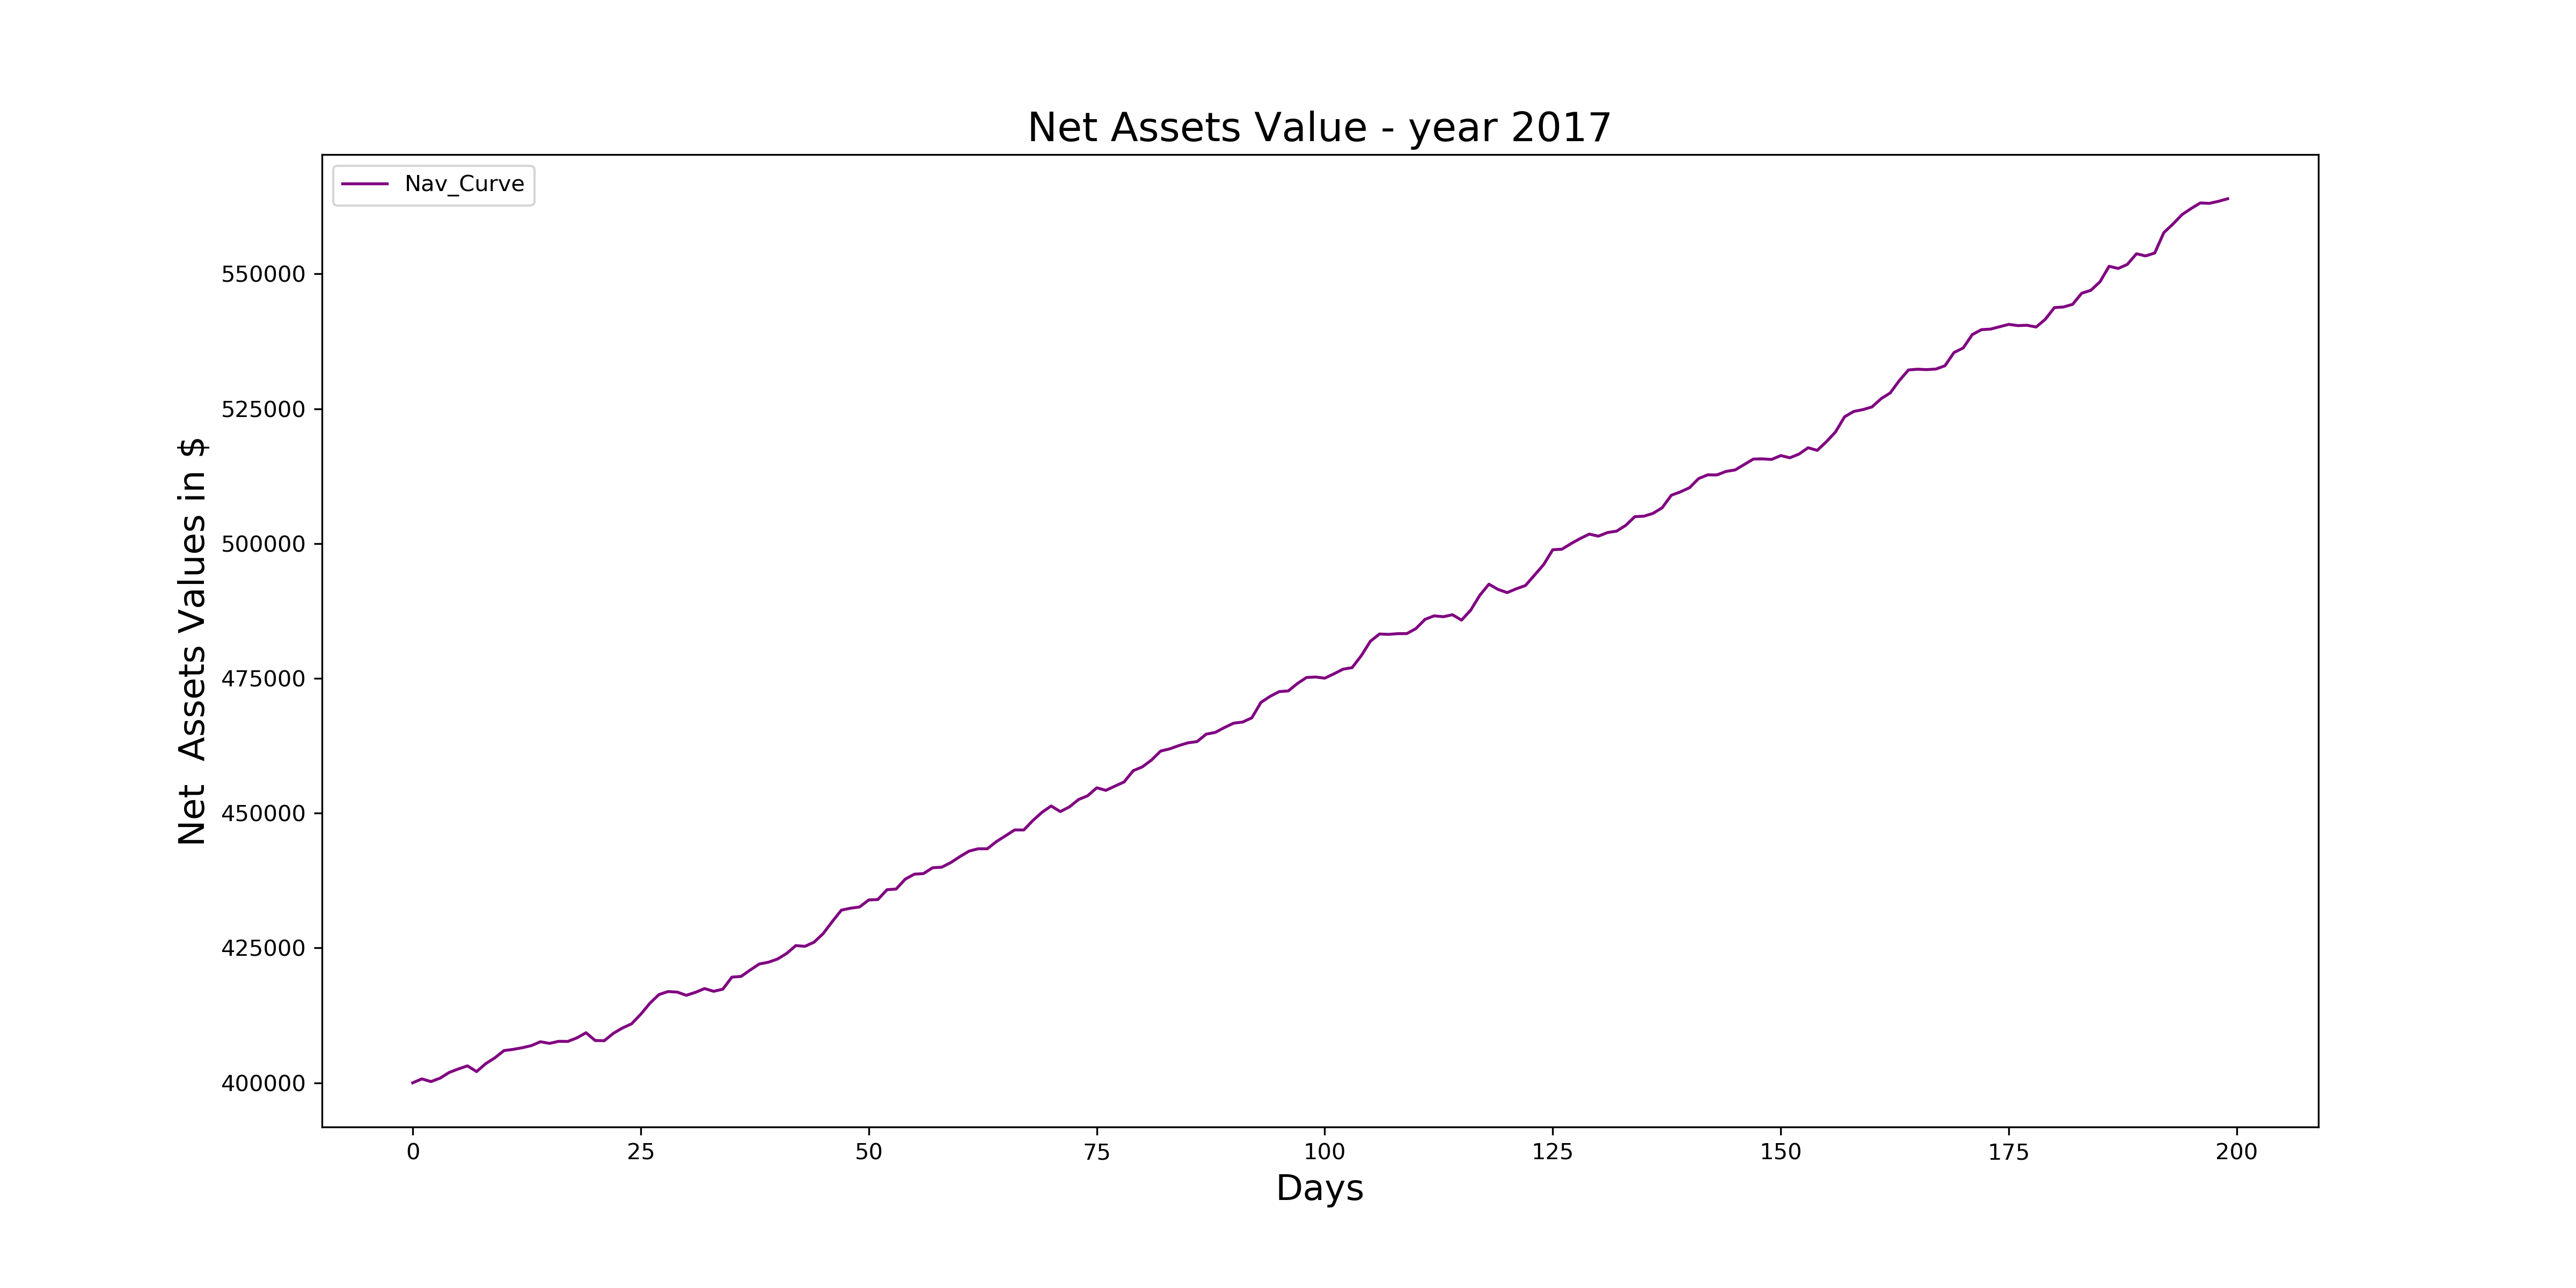 Net Assets Value - year 2017
Nav_Curve
Net  Assets Values in $
550000
525000
500000
475000
450000
425000
400000
0 25 50 75 100 125 150 175 200
Days